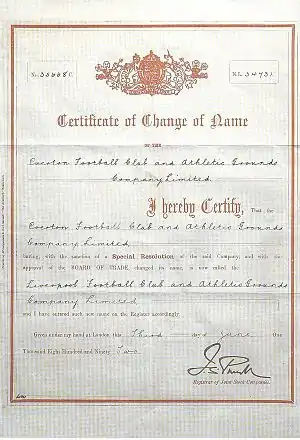 No. 33668 C.
N.L. 34731
Certificate of Change of Name
OF THE
Everton Football Club and Athletic Grounds
Company Limited.
I hereby Certify, That the
Everton Football Club and Athletic Grounds
Company Limited
having, with the sanction of a Special Resolution of the said Company, and with
the approval of the BOARD OF TRADE, changed its name, is now called the
Liverpool Football Club and Athletic Grounds
Company Limited
and I have entered such new name on the Register accordingly.
Given under my hand at London this Third day of June One
Thousand Eight Hundred and Ninety Two
Registrar of Joint Stock Companies.